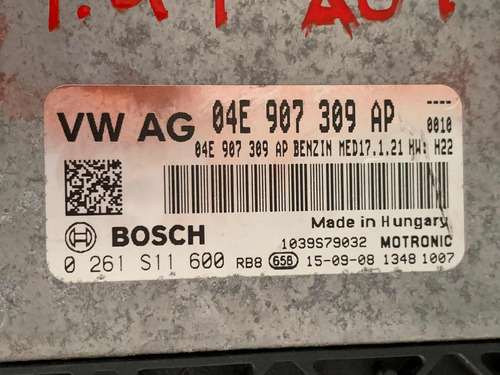 VW AG 04E 907 309 AP ----
0010
04E 907 309 AP BENZIN MED17.1.21 HW: H22
Made in Hungary
BOSCH 1039S79032 MOTRONIC
0 261 S11 600 RB8 658 15-09-08 1348 1007